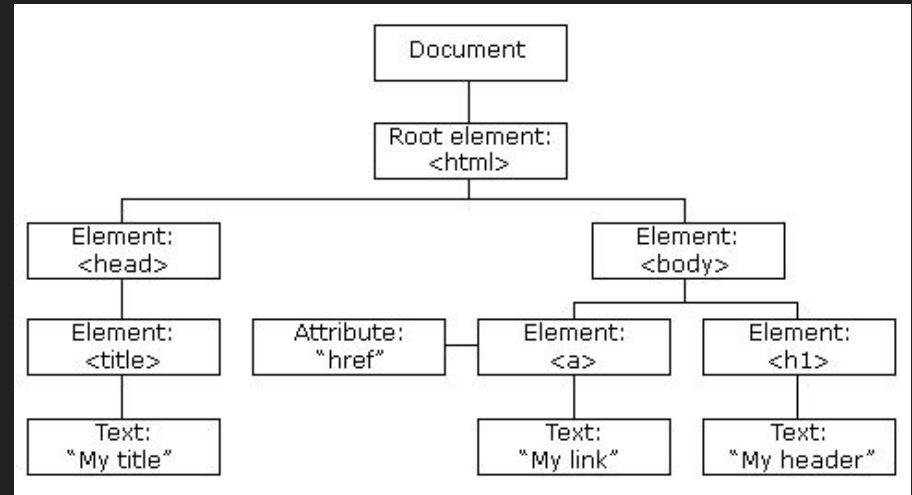 Document
Root element:
<html>
Element:
<head>
Element:
<body>
Element:
<title>
Attribute:
“href”
Element:
<a>
Element:
<h1>
Text:
“My title”
Text:
“My link”
Text:
“My header”